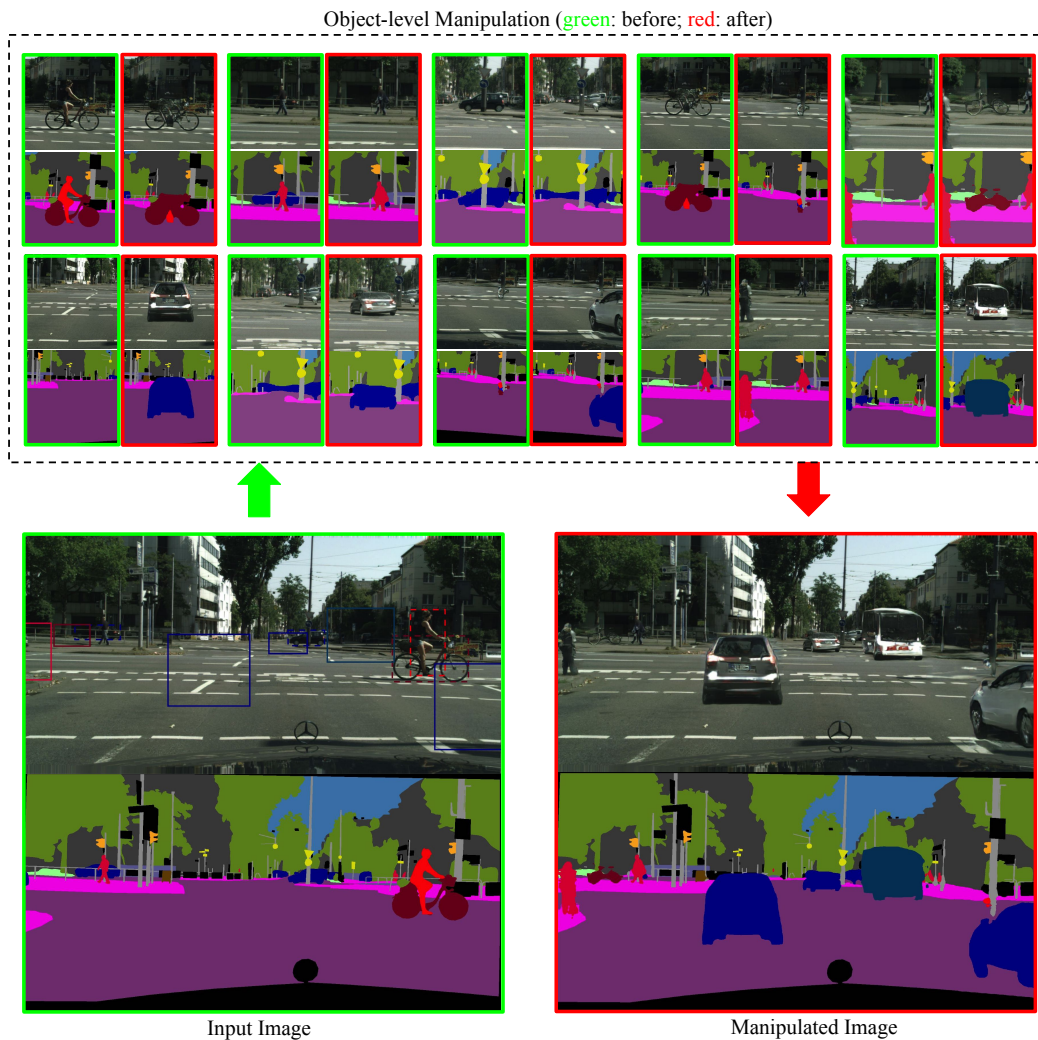 Object-level Manipulation (green: before; red: after)
Input Image
Manipulated Image